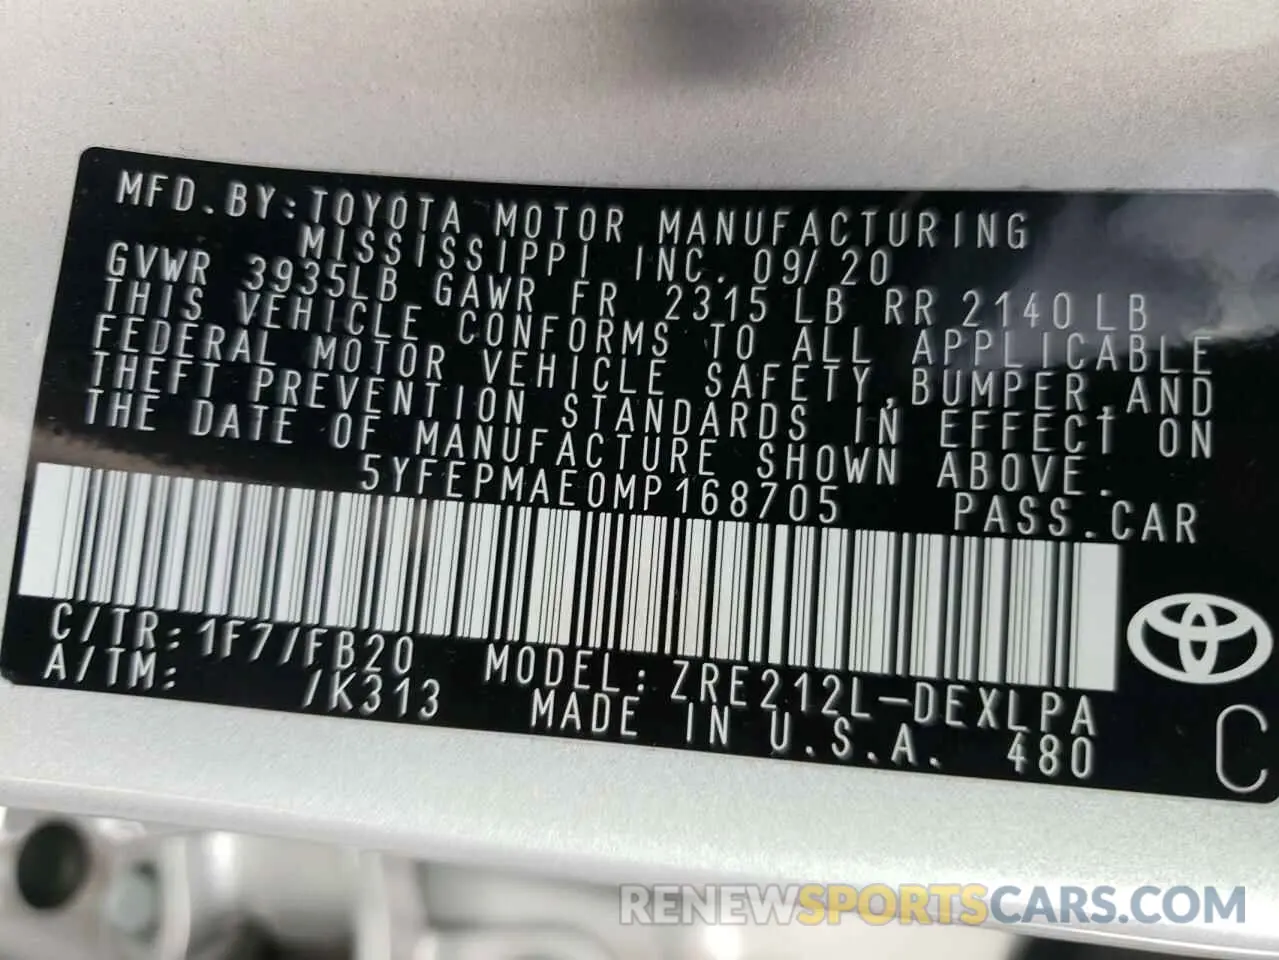 MFD.BY:TOYOTA MOTOR MANUFACTURING
MISSISSIPPI INC. 09/20
GVWR 3935LB GAWR FR 2315LB RR 2140LB
THIS VEHICLE CONFORMS TO ALL APPLICABLE
FEDERAL MOTOR VEHICLE SAFETY,BUMPER,AND
THEFT PREVENTION STANDARDS IN EFFECT ON
THE DATE OF MANUFACTURE SHOWN ABOVE.
5YFEPMAE0MP168705 PASS.CAR
C/TR:1F7/FB20 MODEL:ZRE212L-DEXLPA
A/TM: /K313 MADE IN U.S.A. 480
C
RENEWSPORTSCARS.COM